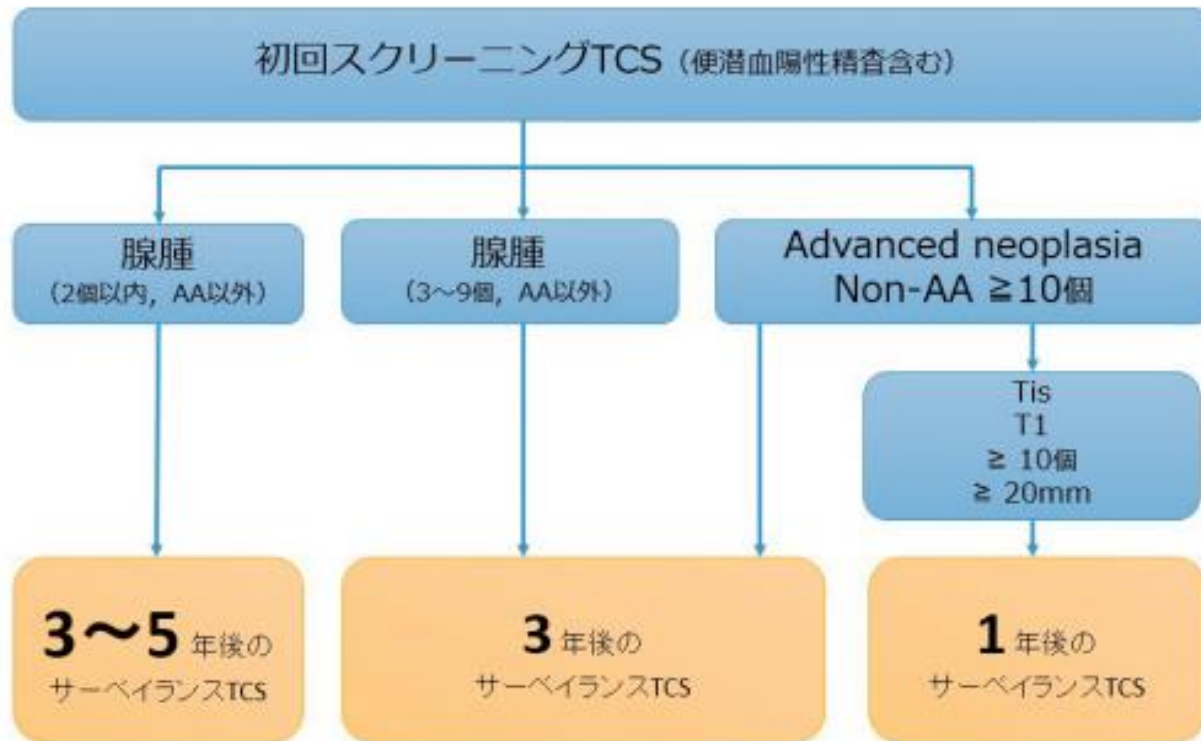 初回スクリーニングTCS（便潜血陽性精査含む）
腺腫
（2個以内，AA以外）
腺腫
（3～9個，AA以外）
Advanced neoplasia
Non-AA ≧10個
Tis
T1
≧ 10個
≧ 20mm
3～5 年後の
サーベイランスTCS
3 年後の
サーベイランスTCS
1 年後の
サーベイランスTCS